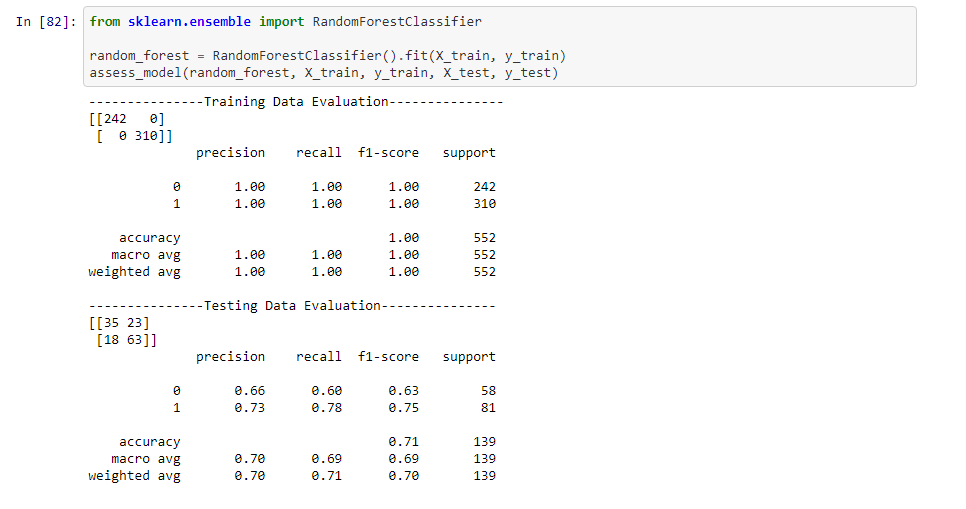 In [82]: from sklearn.ensemble import RandomForestClassifier
random_forest = RandomForestClassifier().fit(X_train, y_train)
assess_model(random_forest, X_train, y_train, X_test, y_test)
---------------Training Data Evaluation---------------
[[242   0]
 [  0 310]]
              precision    recall  f1-score   support
           0       1.00      1.00      1.00       242
           1       1.00      1.00      1.00       310
    accuracy                           1.00       552
   macro avg       1.00      1.00      1.00       552
weighted avg       1.00      1.00      1.00       552
---------------Testing Data Evaluation---------------
[[35 23]
 [18 63]]
              precision    recall  f1-score   support
           0       0.66      0.60      0.63        58
           1       0.73      0.78      0.75        81
    accuracy                           0.71       139
   macro avg       0.70      0.69      0.69       139
weighted avg       0.70      0.71      0.70       139